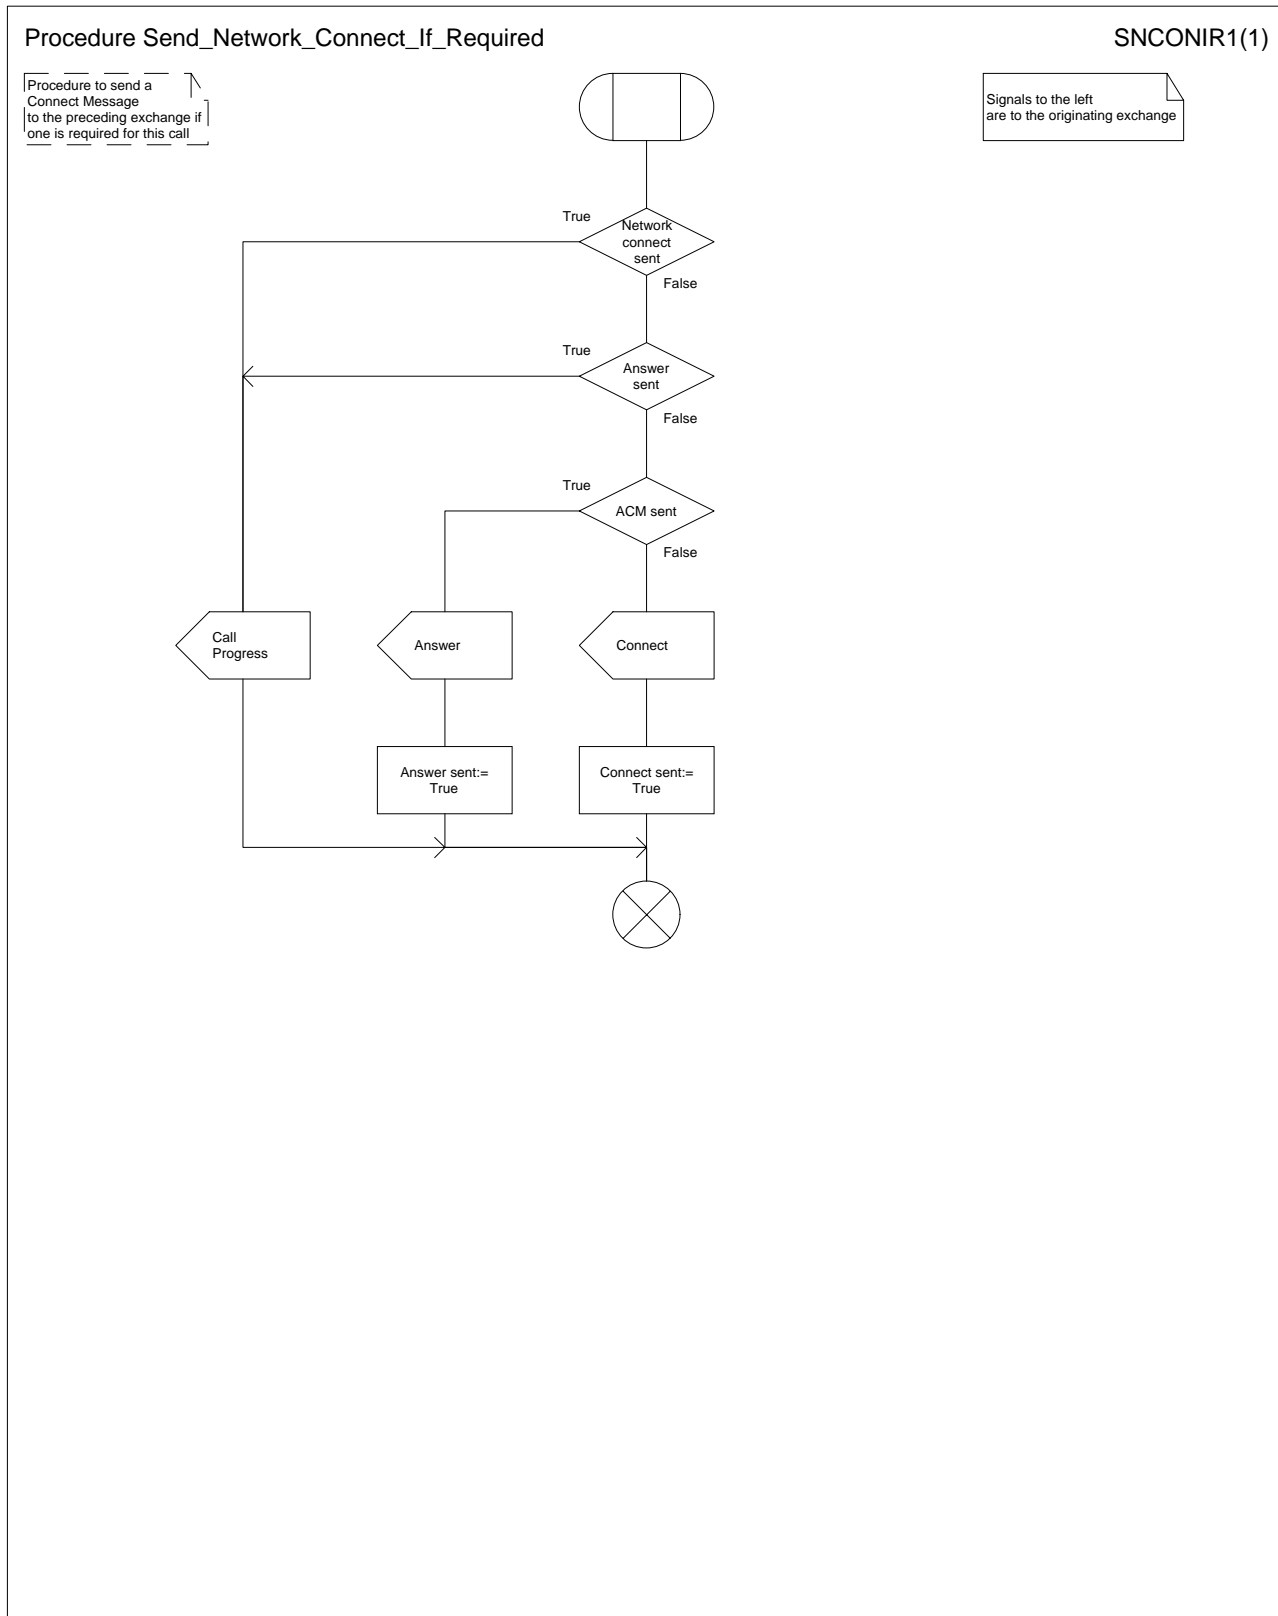 Procedure Send_Network_Connect_If_Required
SNCONIR1(1)
Procedure to send a
Connect Message
to the preceding exchange if
one is required for this call
Signals to the left
are to the originating exchange
True
Network
connect
sent
False
True
Answer
sent
False
True
ACM sent
False
Call
Progress
Answer
Connect
Answer sent:=
True
Connect sent:=
True